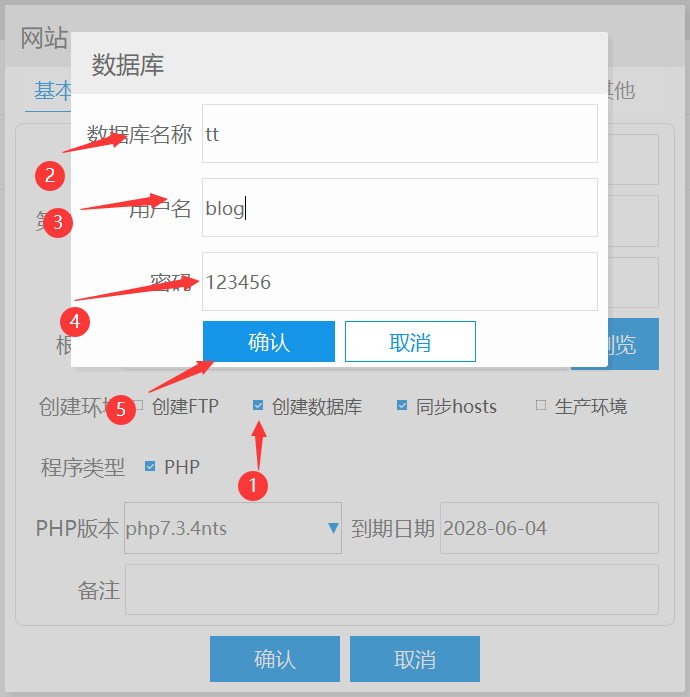 网站
数据库
基本
其他
数据库名称 tt
2
用户名 blog
3
第
密码 123456
4
确认 取消
根
浏览
5
创建环境 创建FTP 创建数据库 同步hosts 生产环境
程序类型 PHP
1
PHP版本 php7.3.4nts 到期日期 2028-06-04
备注
确认 取消